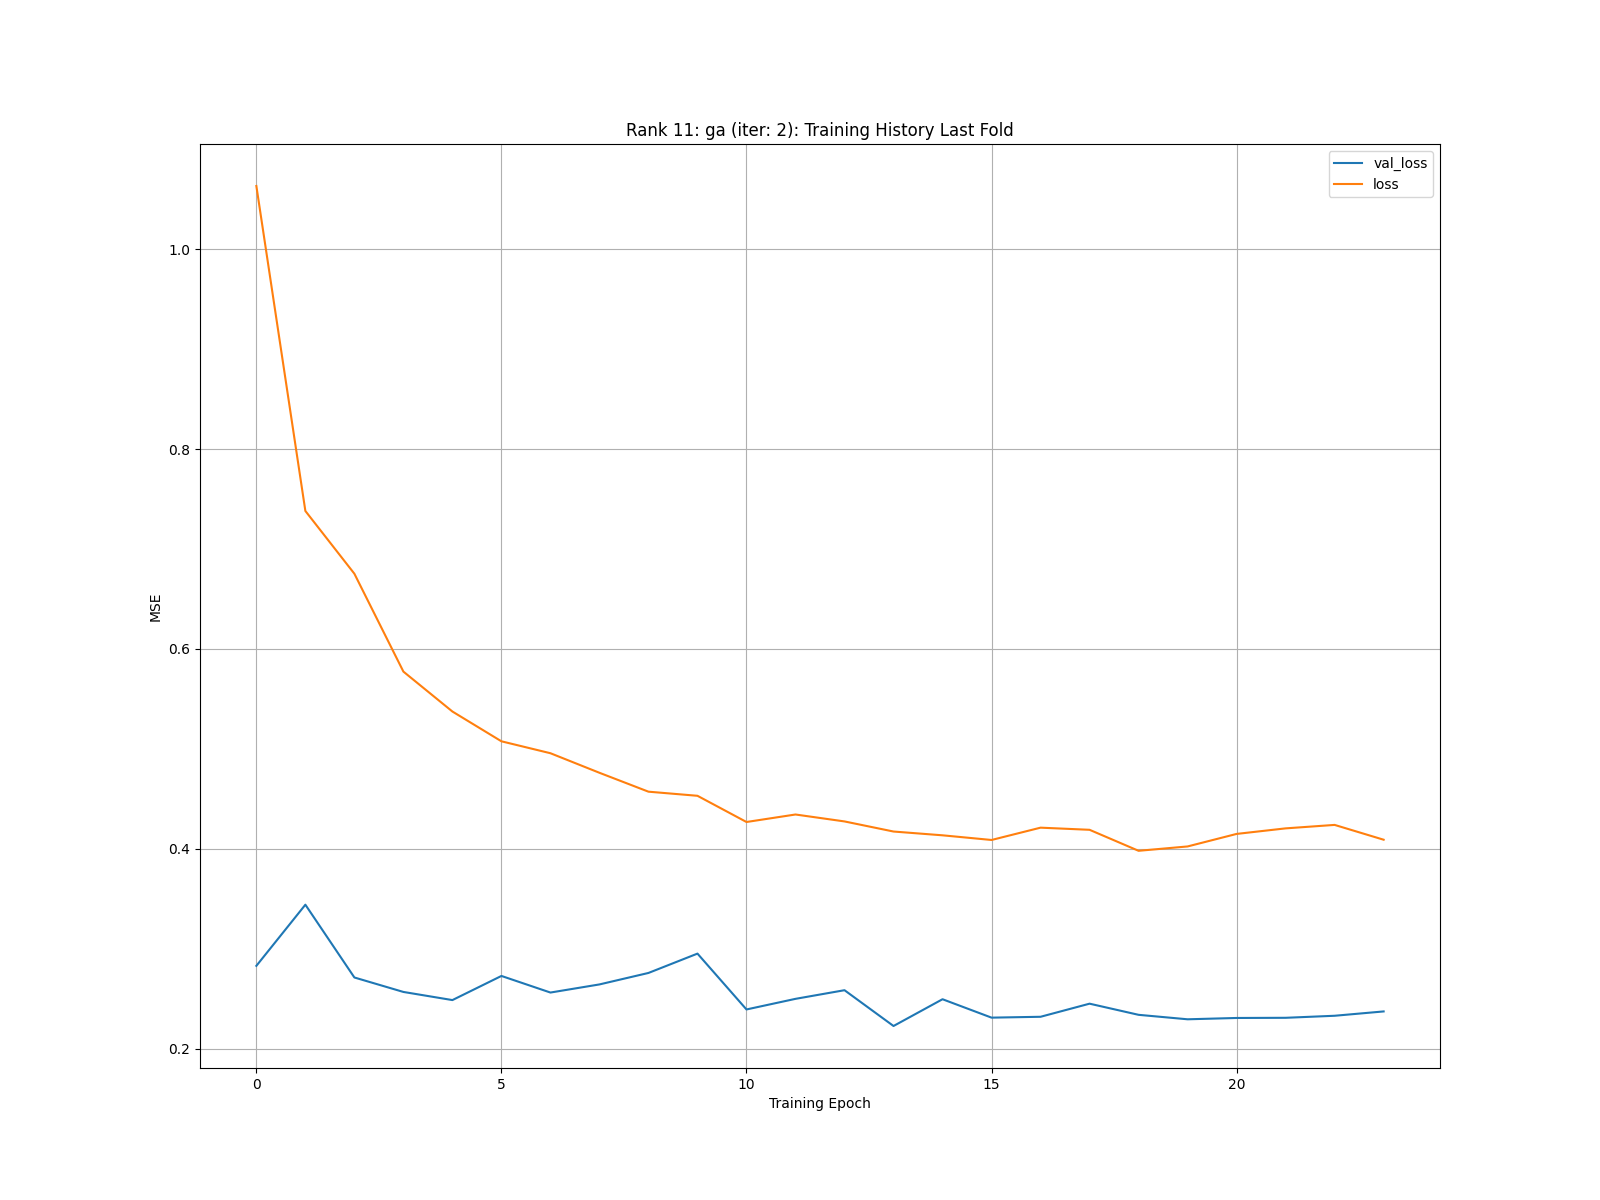 Rank 11: ga (iter: 2): Training History Last Fold
val_loss
loss
MSE
1.0
0.8
0.6
0.4
0.2
0 5 10 15 20
Training Epoch